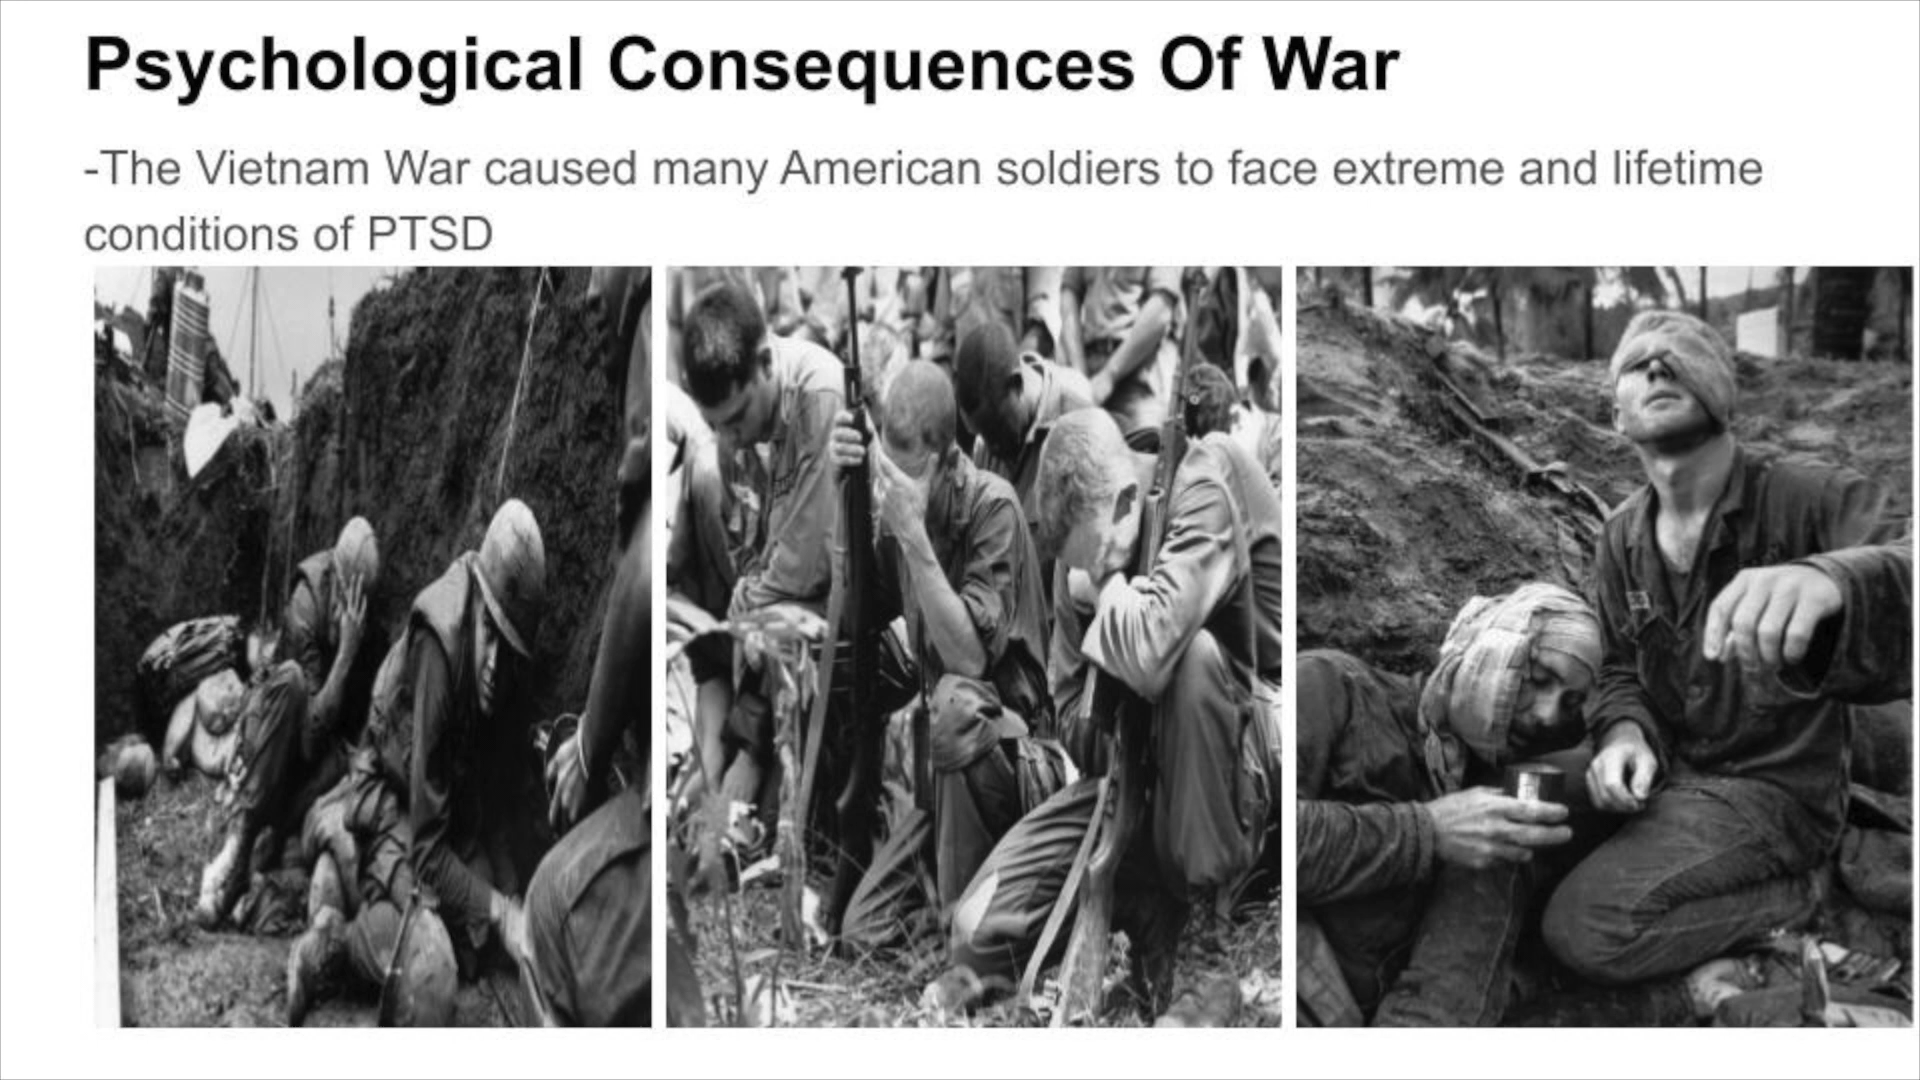 Psychological Consequences Of War
-The Vietnam War caused many American soldiers to face extreme and lifetime
conditions of PTSD